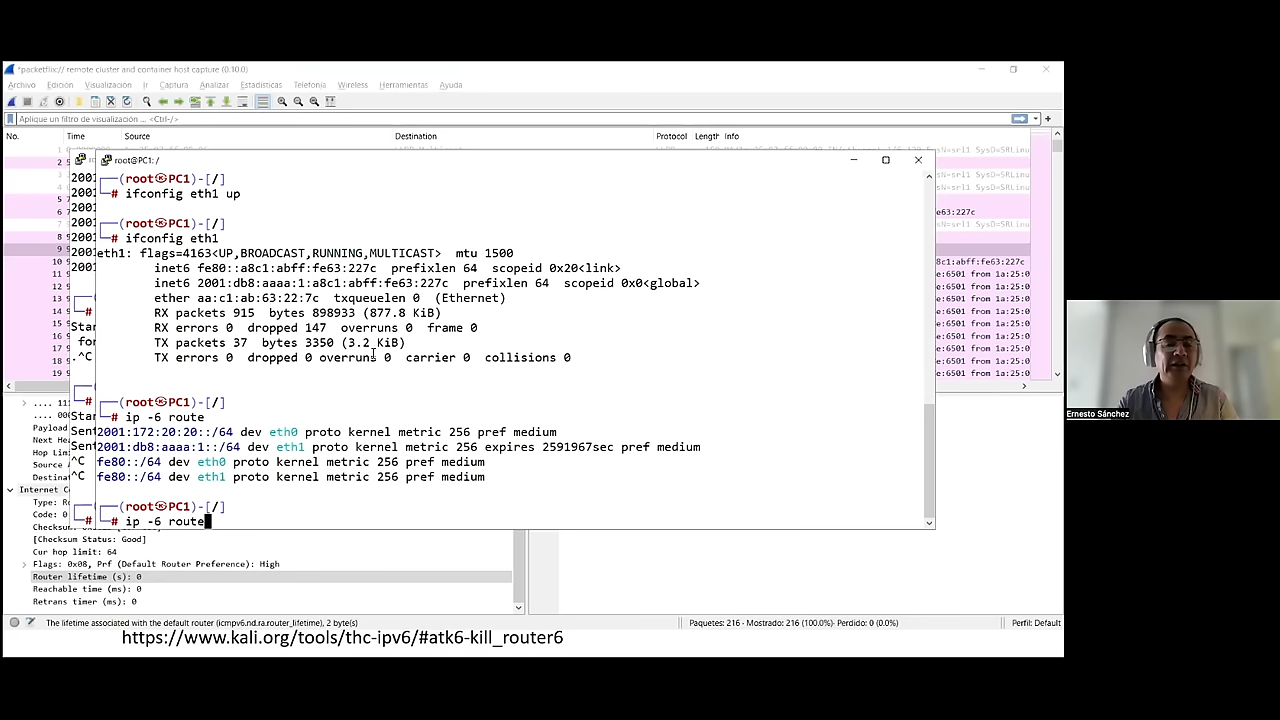 *packetflix:// remote cluster and container host capture (0.10.0)
Archivo Edición Visualización Ir Captura Analizar Estadísticas Telefonía Wireless Herramientas Ayuda
Aplique un filtro de visualización ... <Ctrl-/>
No. Time Source Destination Protocol Length Info
root@PC1: /
(root㉿PC1)-[/]
# ifconfig eth1 up
(root㉿PC1)-[/]
# ifconfig eth1
eth1: flags=4163<UP,BROADCAST,RUNNING,MULTICAST> mtu 1500
inet6 fe80::a8c1:abff:fe63:227c prefixlen 64 scopeid 0x20<link>
inet6 2001:db8:aaaa:1:a8c1:abff:fe63:227c prefixlen 64 scopeid 0x0<global>
ether aa:c1:ab:63:22:7c txqueuelen 0 (Ethernet)
RX packets 915 bytes 898933 (877.8 KiB)
RX errors 0 dropped 147 overruns 0 frame 0
TX packets 37 bytes 3350 (3.2 KiB)
TX errors 0 dropped 0 overruns 0 carrier 0 collisions 0
(root㉿PC1)-[/]
# ip -6 route
2001:172:20:20::/64 dev eth0 proto kernel metric 256 pref medium
2001:db8:aaaa:1::/64 dev eth1 proto kernel metric 256 expires 2591967sec pref medium
fe80::/64 dev eth0 proto kernel metric 256 pref medium
fe80::/64 dev eth1 proto kernel metric 256 pref medium
(root㉿PC1)-[/]
# ip -6 route
[Checksum Status: Good]
Cur hop limit: 64
Flags: 0x08, Prf (Default Router Preference): High
Router lifetime (s): 0
Reachable time (ms): 0
Retrans timer (ms): 0
The lifetime associated with the default router (icmpv6.nd.ra.router_lifetime), 2 byte(s)
Paquetes: 216 · Mostrado: 216 (100.0%) · Perdido: 0 (0.0%)
Perfil: Default
https://www.kali.org/tools/thc-ipv6/#atk6-kill_router6
Ernesto Sánchez